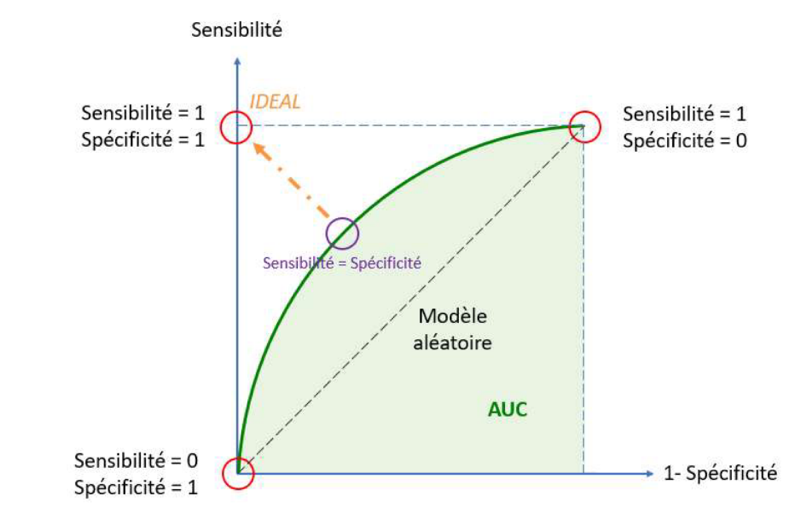 Sensibilité
IDEAL
Sensibilité = 1
Spécificité = 1
Sensibilité = 1
Spécificité = 0
Sensibilité = Spécificité
Modèle
aléatoire
AUC
Sensibilité = 0
Spécificité = 1
1- Spécificité